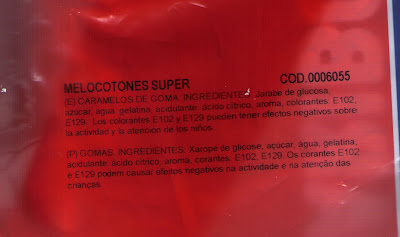 MELOCOTONES SUPER COD.0006055
(E) CARAMELOS DE GOMA. INGREDIENTES: Jarabe de glucosa,
azúcar, agua, gelatina, acidulante: ácido cítrico, aroma, colorantes: E102,
E129. Los colorantes E102 y E129 pueden tener efectos negativos sobre
la actividad y la atencion de los niños.
(P) GOMAS. INGREDIENTES: Xarope de glicose, açúcar, água, gelatina,
acidulante: ácido cítrico, aroma, corantes: E102, E129. Os corantes E102
e E129 podem causar efeitos negativos na actividade e na atenção das
crianças.